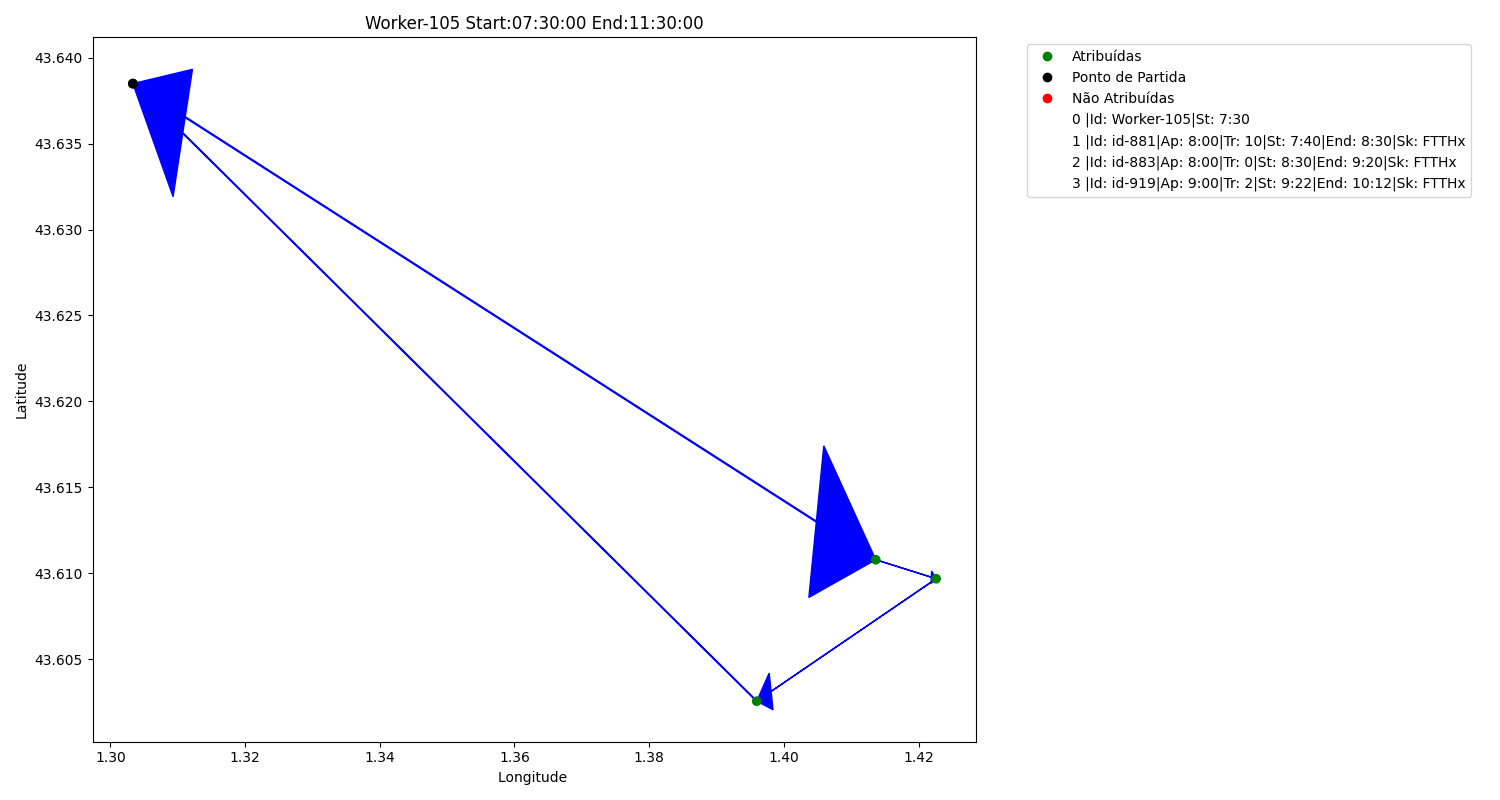 Worker-105 Start:07:30:00 End:11:30:00
43.640
43.635
43.630
43.625
43.620
43.615
43.610
43.605
Latitude
1.30 1.32 1.34 1.36 1.38 1.40 1.42
Longitude
Atribuídas
Ponto de Partida
Não Atribuídas
0 |Id: Worker-105|St: 7:30
1 |Id: id-881|Ap: 8:00|Tr: 10|St: 7:40|End: 8:30|Sk: FTTHx
2 |Id: id-883|Ap: 8:00|Tr: 0|St: 8:30|End: 9:20|Sk: FTTHx
3 |Id: id-919|Ap: 9:00|Tr: 2|St: 9:22|End: 10:12|Sk: FTTHx